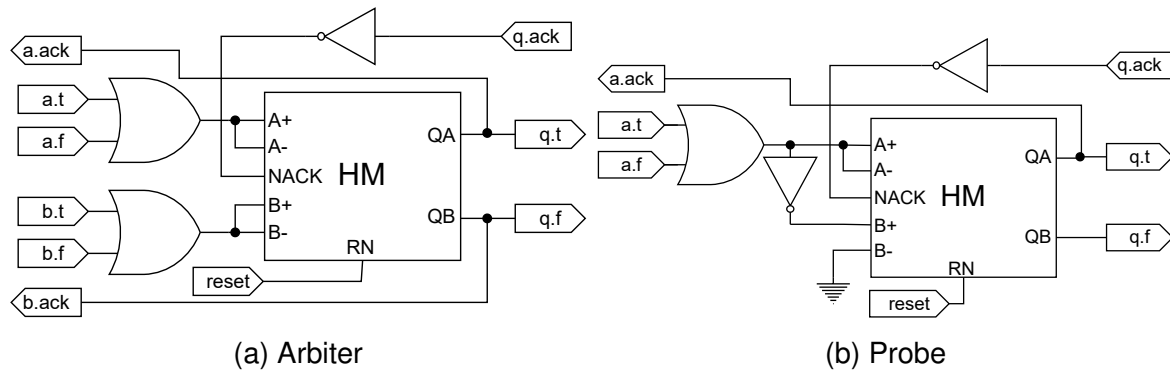 a.ack
q.ack
a.t
a.f
b.t
b.f
A+
A-
NACK
B+
B-
HM
QA
QB
RN
q.t
q.f
reset
b.ack
(a) Arbiter
a.ack
q.ack
a.t
a.f
A+
A-
NACK
B+
B-
HM
QA
QB
RN
q.t
q.f
reset
(b) Probe